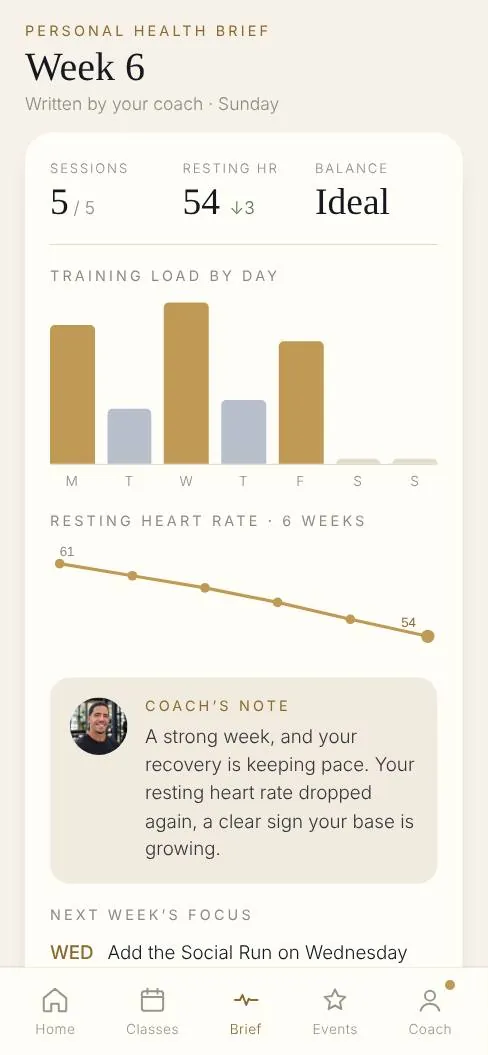 PERSONAL HEALTH BRIEF
Week 6
Written by your coach · Sunday
SESSIONS
5 / 5
RESTING HR
54 ↓3
BALANCE
Ideal
TRAINING LOAD BY DAY
M T W T F S S
RESTING HEART RATE · 6 WEEKS
61
54
COACH’S NOTE
A strong week, and your
recovery is keeping pace. Your
resting heart rate dropped
again, a clear sign your base is
growing.
NEXT WEEK’S FOCUS
WED Add the Social Run on Wednesday
Home Classes Brief Events Coach